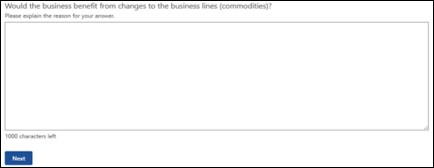 Would the business benefit from changes to the business lines (commodities)?
Please explain the reason for your answer.
1000 characters left
Next